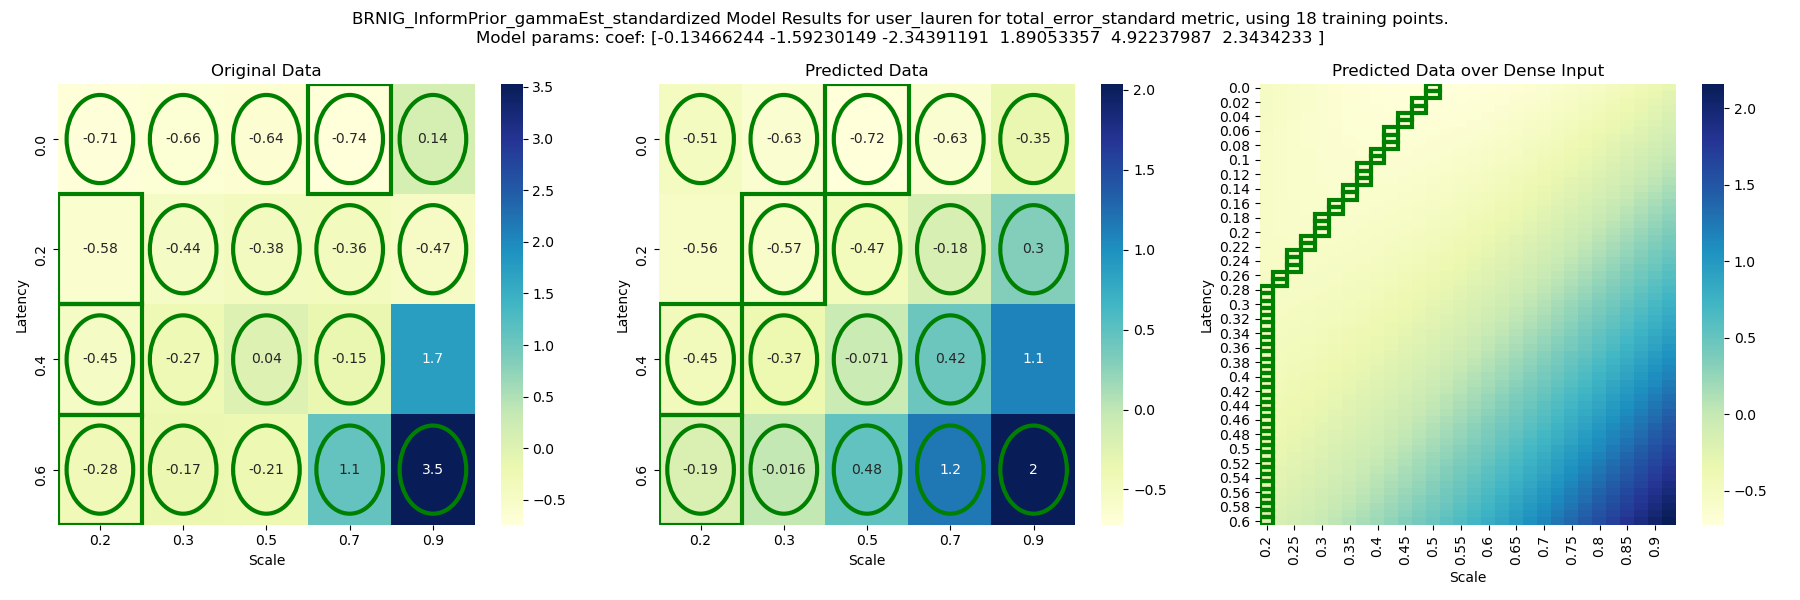 BRNIG_InformPrior_gammaEst_standardized Model Results for user_lauren for total_error_standard metric, using 18 training points.
Model params: coef: [-0.13466244 -1.59230149 -2.34391191  1.89053357  4.92237987  2.3434233 ]
Original Data
0.0 -0.71 -0.66 -0.64 -0.74 0.14
0.2 -0.58 -0.44 -0.38 -0.36 -0.47
0.4 -0.45 -0.27 0.04 -0.15 1.7
0.6 -0.28 -0.17 -0.21 1.1 3.5
0.2 0.3 0.5 0.7 0.9
Scale
Latency
3.5
3.0
2.5
2.0
1.5
1.0
0.5
0.0
−0.5
Predicted Data
0.0 -0.51 -0.63 -0.72 -0.63 -0.35
0.2 -0.56 -0.57 -0.47 -0.18 0.3
0.4 -0.45 -0.37 -0.071 0.42 1.1
0.6 -0.19 -0.016 0.48 1.2 2
0.2 0.3 0.5 0.7 0.9
Scale
Latency
2.0
1.5
1.0
0.5
0.0
−0.5
Predicted Data over Dense Input
0.0
0.02
0.04
0.06
0.08
0.1
0.12
0.14
0.16
0.18
0.2
0.22
0.24
0.26
0.28
0.3
0.32
0.34
0.36
0.38
0.4
0.42
0.44
0.46
0.48
0.5
0.52
0.54
0.56
0.58
0.6
0.2 0.25 0.3 0.35 0.4 0.45 0.5 0.55 0.6 0.65 0.7 0.75 0.8 0.85 0.9
Scale
Latency
2.0
1.5
1.0
0.5
0.0
−0.5